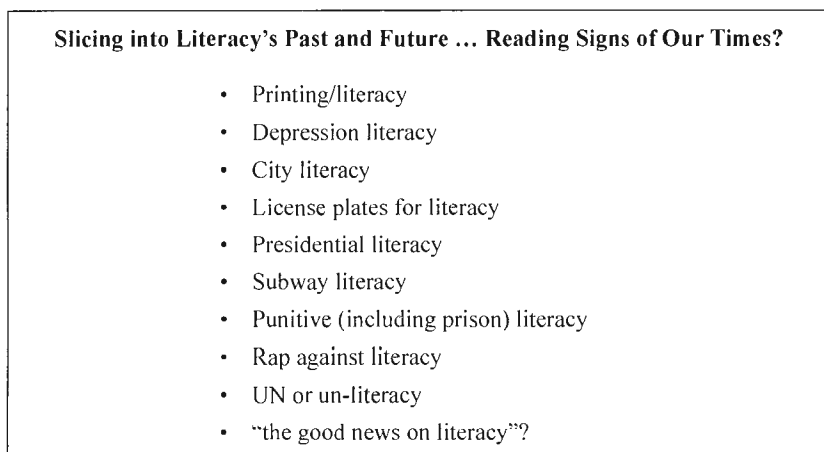 Slicing into Literacy's Past and Future ... Reading Signs of Our Times?
• Printing/literacy
• Depression literacy
• City literacy
• License plates for literacy
• Presidential literacy
• Subway literacy
• Punitive (including prison) literacy
• Rap against literacy
• UN or un-literacy
• "the good news on literacy"?